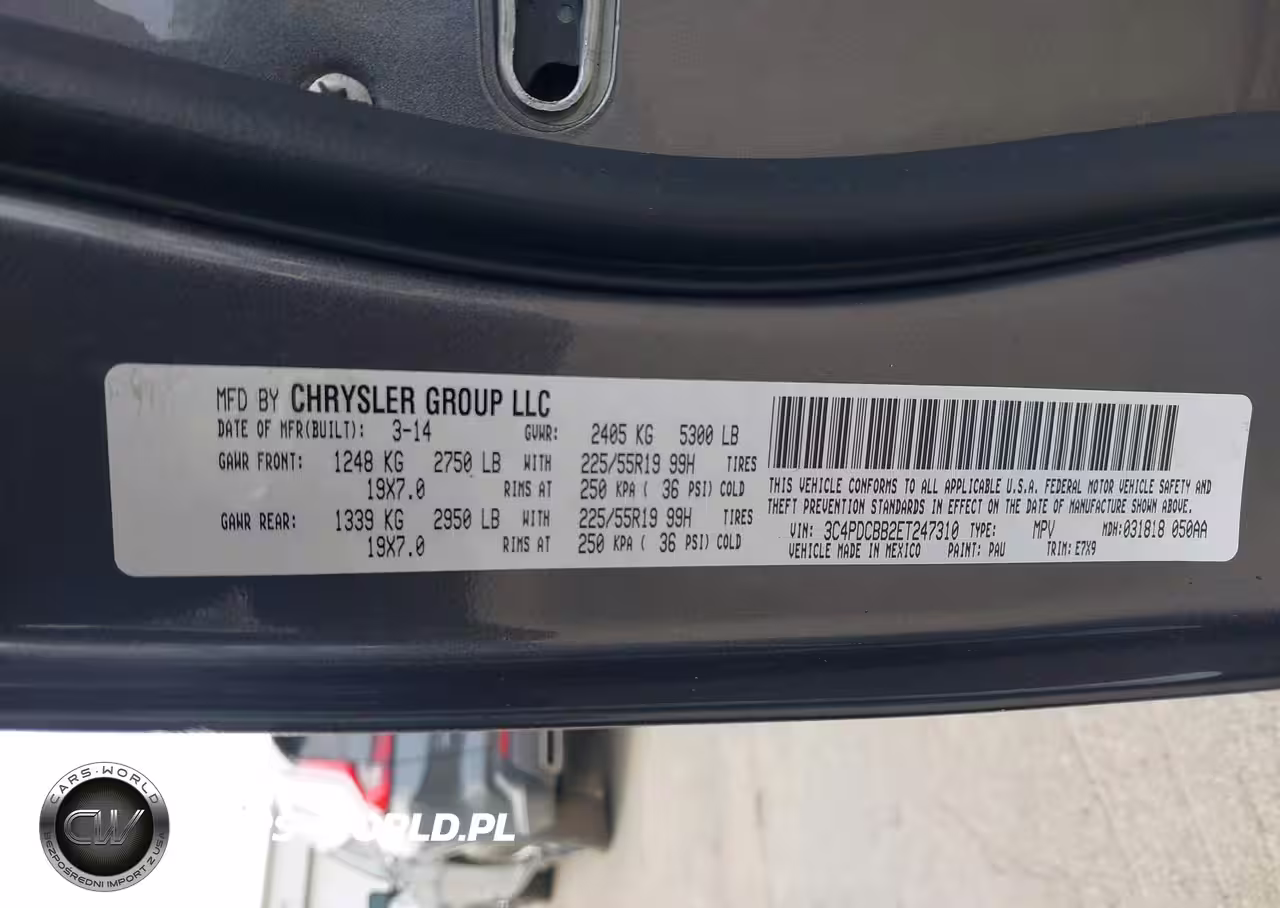 MFD BY CHRYSLER GROUP LLC
DATE OF MFR(BUILT): 3-14 GVWR: 2405 KG 5300 LB
GAWR FRONT: 1248 KG 2750 LB WITH 225/55R19 99H TIRES
19X7.0 RIMS AT 250 KPA ( 36 PSI) COLD
GAWR REAR: 1339 KG 2950 LB WITH 225/55R19 99H TIRES
19X7.0 RIMS AT 250 KPA ( 36 PSI) COLD
THIS VEHICLE CONFORMS TO ALL APPLICABLE U.S.A. FEDERAL MOTOR VEHICLE SAFETY AND
THEFT PREVENTION STANDARDS IN EFFECT ON THE DATE OF MANUFACTURE SHOWN ABOVE.
VIN: 3C4PDCBB2ET247310 TYPE: MPV MDH:031818 050AA
VEHICLE MADE IN MEXICO PAINT: PAU TRIM: E7X9
CARS-WORLD
CW
BEZPOŚREDNI IMPORT Z USA
CARS-WORLD.PL